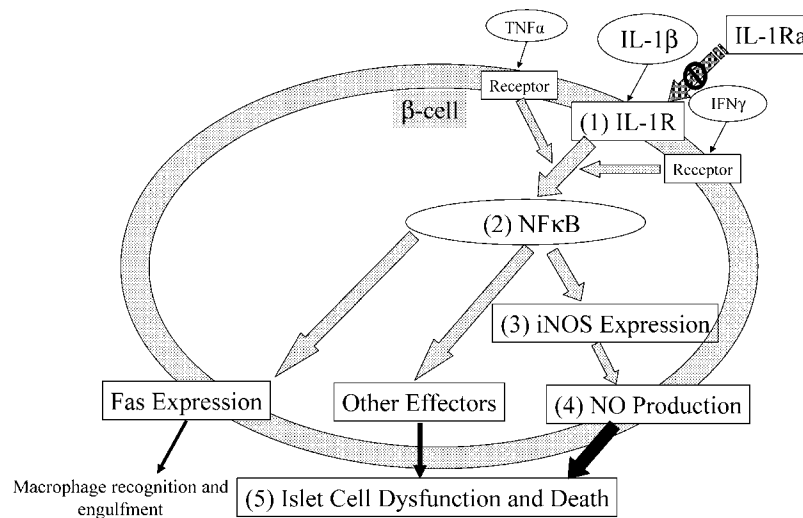 TNFα
IL-1β
IL-1Ra
Receptor
β-cell
(1) IL-1R
IFNγ
Receptor
(2) NFκB
(3) iNOS Expression
Fas Expression
Other Effectors
(4) NO Production
Macrophage recognition and
engulfment
(5) Islet Cell Dysfunction and Death